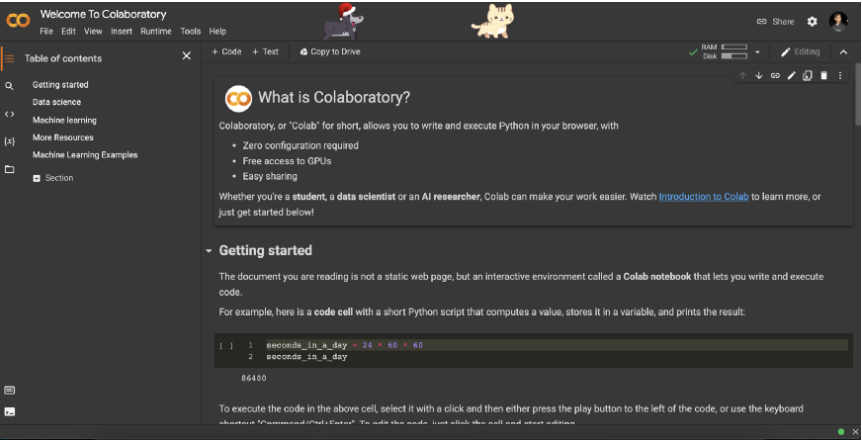 Welcome To Colaboratory
File Edit View Insert Runtime Tools Help
Share
Table of contents
+ Code + Text Copy to Drive
RAM
Disk
Editing
Getting started
Data science
Machine learning
More Resources
Machine Learning Examples
Section
What is Colaboratory?
Colaboratory, or "Colab" for short, allows you to write and execute Python in your browser, with
• Zero configuration required
• Free access to GPUs
• Easy sharing
Whether you're a student, a data scientist or an AI researcher, Colab can make your work easier. Watch Introduction to Colab to learn more, or
just get started below!
Getting started
The document you are reading is not a static web page, but an interactive environment called a Colab notebook that lets you write and execute
code.
For example, here is a code cell with a short Python script that computes a value, stores it in a variable, and prints the result:
[ ] 1 seconds_in_a_day = 24 * 60 * 60
2 seconds_in_a_day
86400
To execute the code in the above cell, select it with a click and then either press the play button to the left of the code, or use the keyboard
shortcut "Command/Ctrl+Enter". To edit the code, just click the cell and start editing.